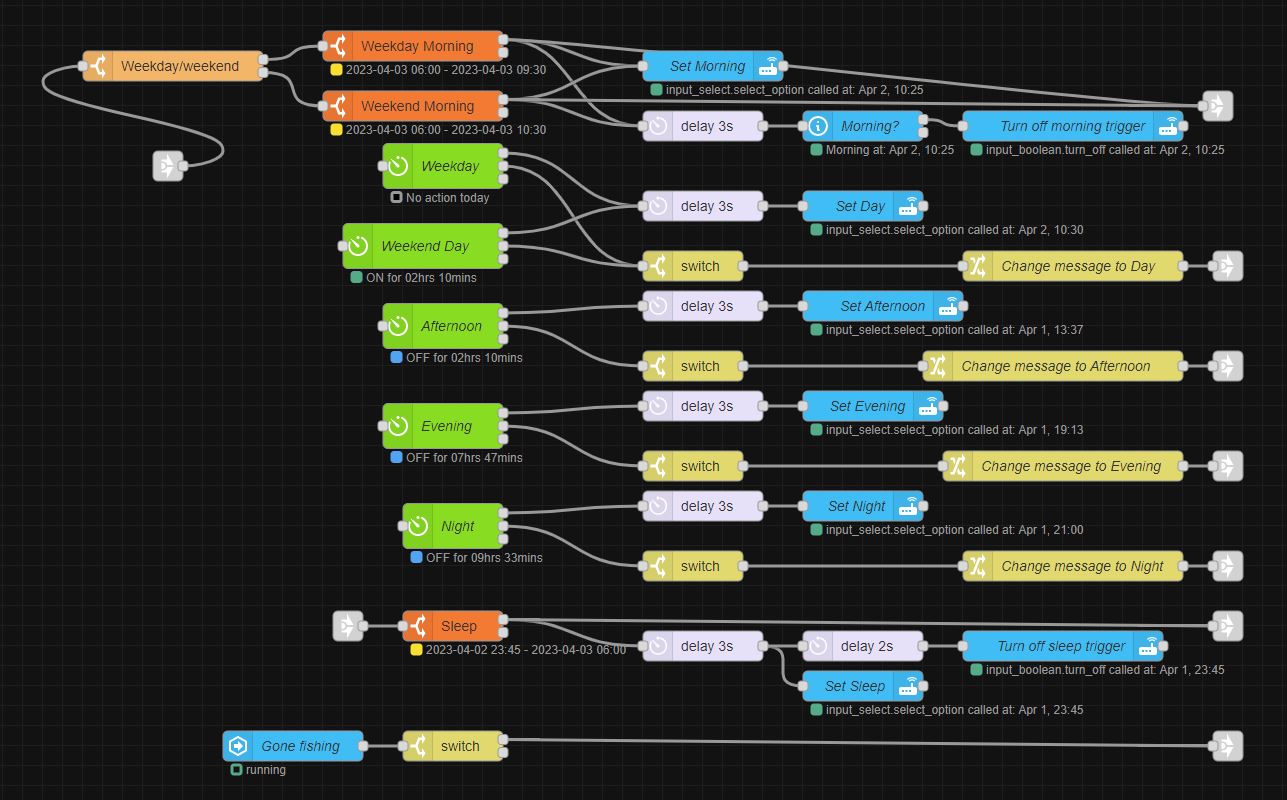 Weekday/weekend
Weekday Morning
2023-04-03 06:00 - 2023-04-03 09:30
Set Morning
input_select.select_option called at: Apr 2, 10:25
Weekend Morning
2023-04-03 06:00 - 2023-04-03 10:30
delay 3s
Morning?
Morning at: Apr 2, 10:25
Turn off morning trigger
input_boolean.turn_off called at: Apr 2, 10:25
Weekday
No action today
delay 3s
Set Day
input_select.select_option called at: Apr 2, 10:30
Weekend Day
ON for 02hrs 10mins
switch
Change message to Day
Afternoon
OFF for 02hrs 10mins
delay 3s
Set Afternoon
input_select.select_option called at: Apr 1, 13:37
switch
Change message to Afternoon
Evening
OFF for 07hrs 47mins
delay 3s
Set Evening
input_select.select_option called at: Apr 1, 19:13
switch
Change message to Evening
Night
OFF for 09hrs 33mins
delay 3s
Set Night
input_select.select_option called at: Apr 1, 21:00
switch
Change message to Night
Sleep
2023-04-02 23:45 - 2023-04-03 06:00
delay 3s
delay 2s
Turn off sleep trigger
input_boolean.turn_off called at: Apr 1, 23:45
Set Sleep
input_select.select_option called at: Apr 1, 23:45
Gone fishing
running
switch